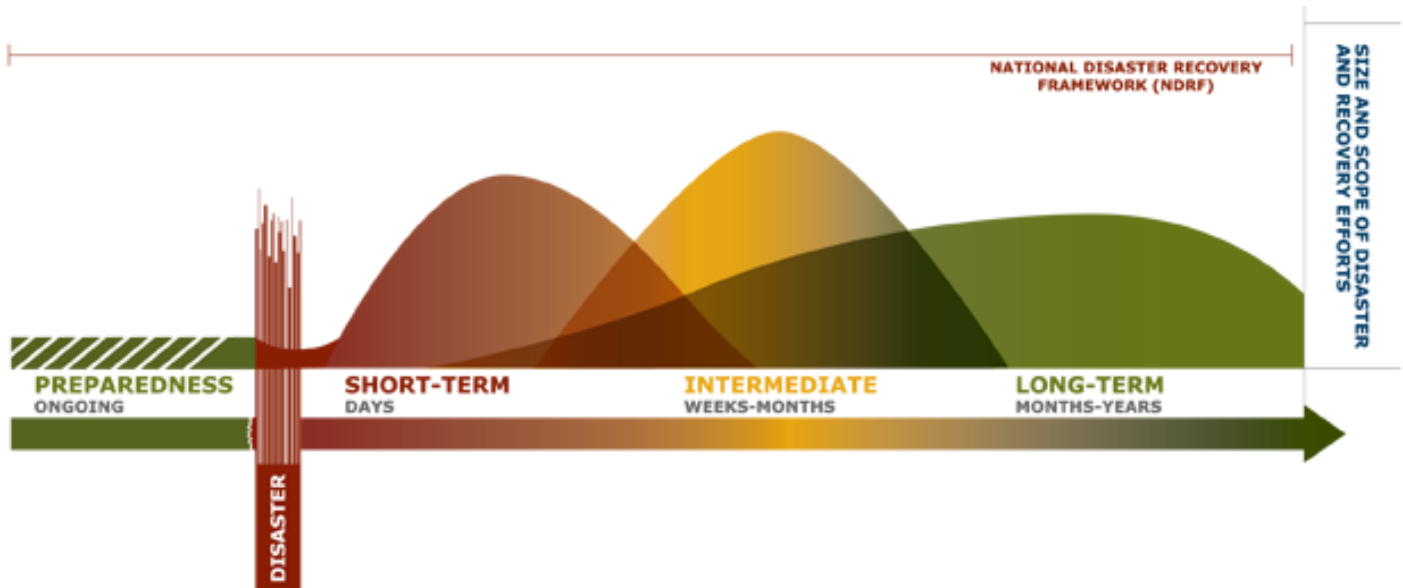 NATIONAL DISASTER RECOVERY
FRAMEWORK (NDRF)
SIZE AND SCOPE OF DISASTER
AND RECOVERY EFFORTS
PREPAREDNESS
ONGOING
SHORT-TERM
DAYS
INTERMEDIATE
WEEKS-MONTHS
LONG-TERM
MONTHS-YEARS
DISASTER